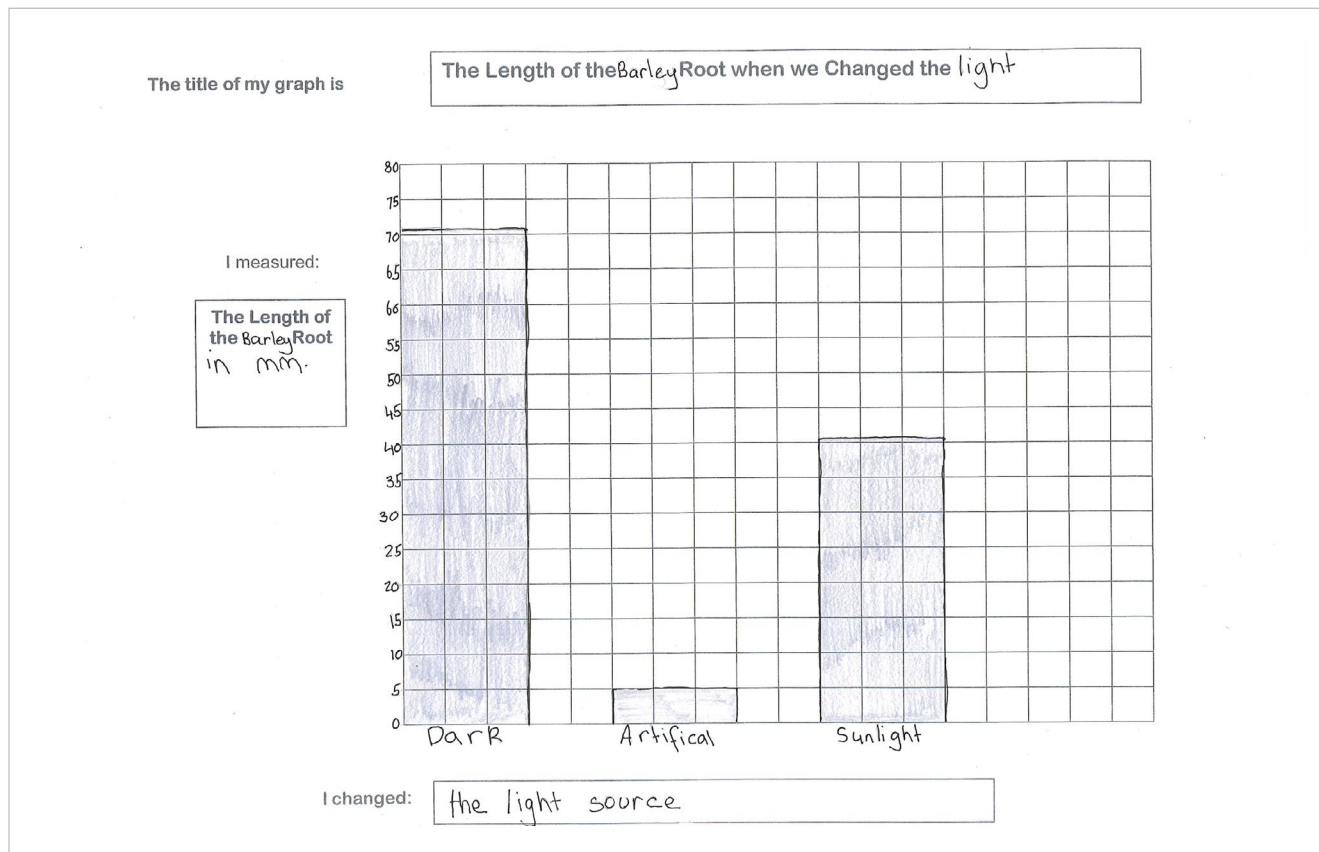 The title of my graph is
The Length of the Barley Root when we Changed the light
80
75
70
I measured:
65
66
The Length of
the Barley Root
in mm.
55
50
45
40
35
30
25
20
15
10
5
0
Dark Artifical Sunlight
I changed:
the light source